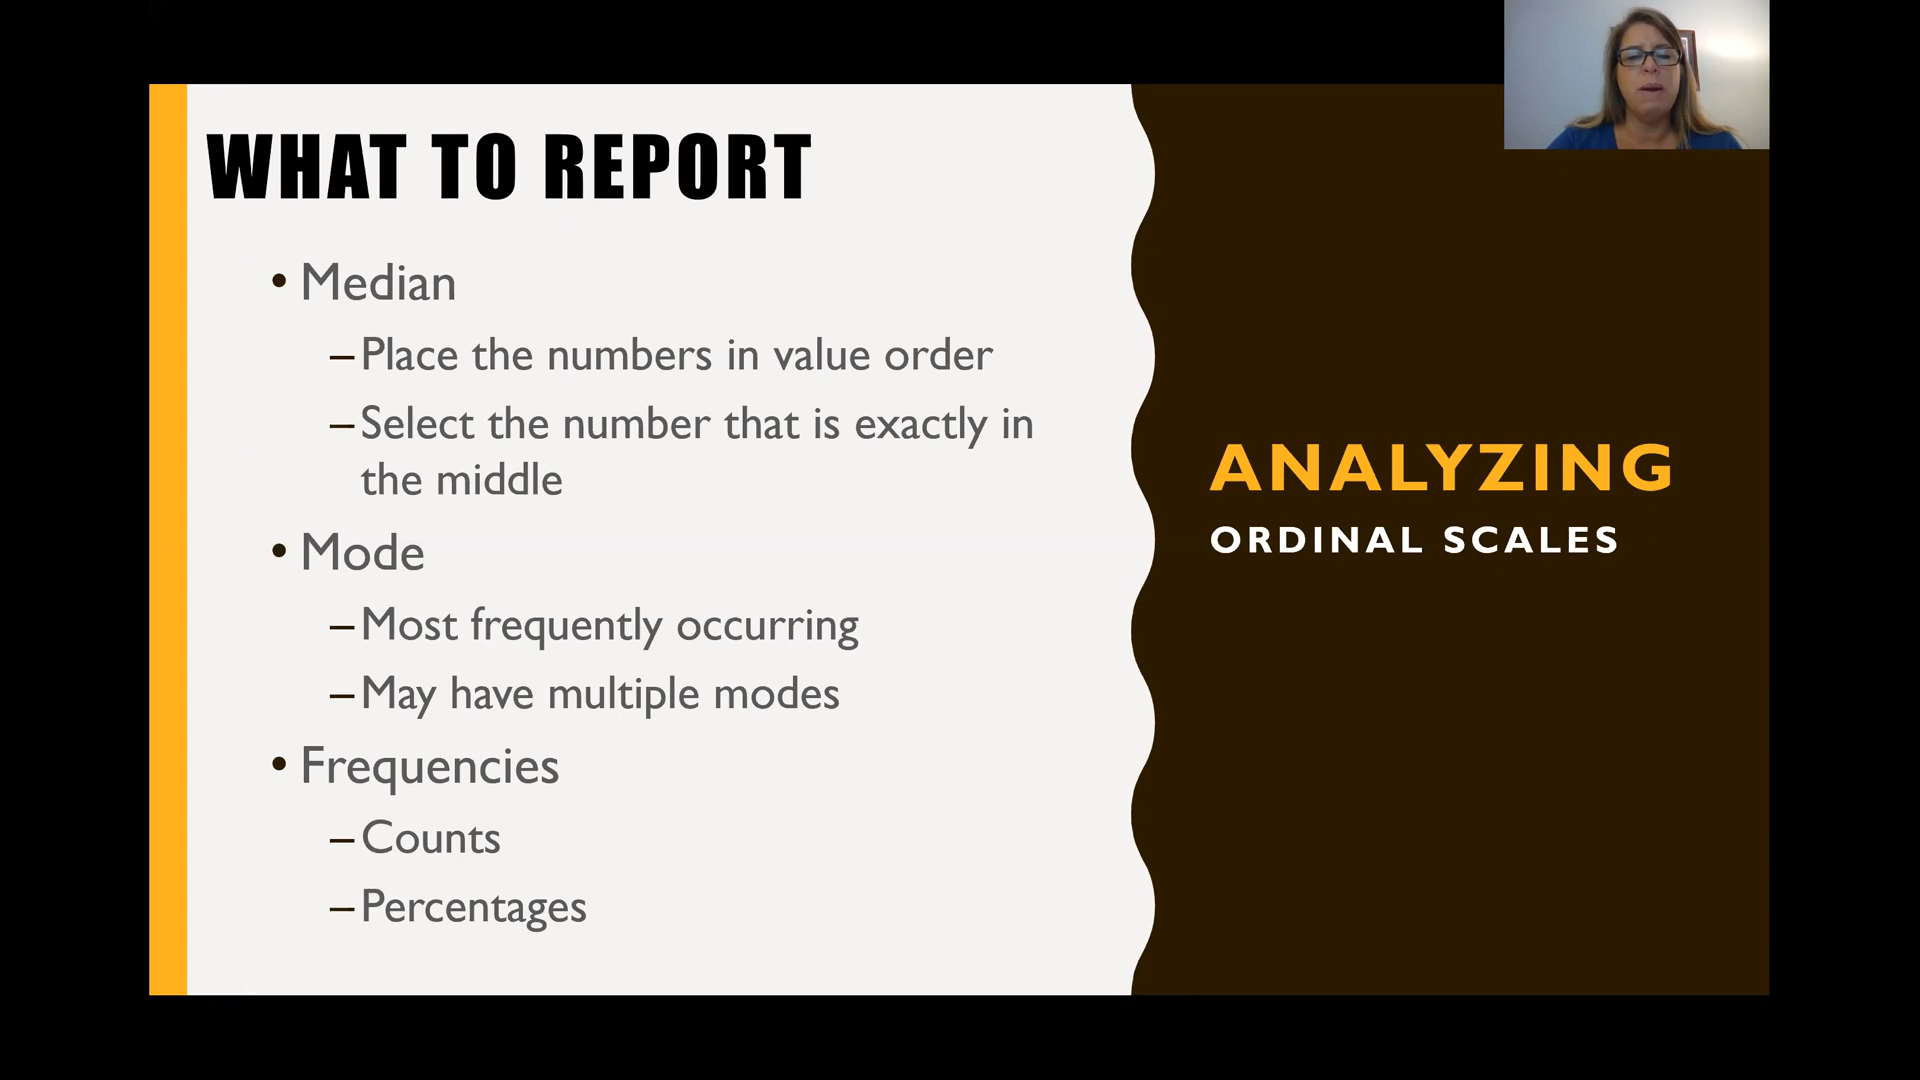 WHAT TO REPORT
• Median
–Place the numbers in value order
–Select the number that is exactly in
the middle
• Mode
–Most frequently occurring
–May have multiple modes
• Frequencies
–Counts
–Percentages
ANALYZING
ORDINAL SCALES